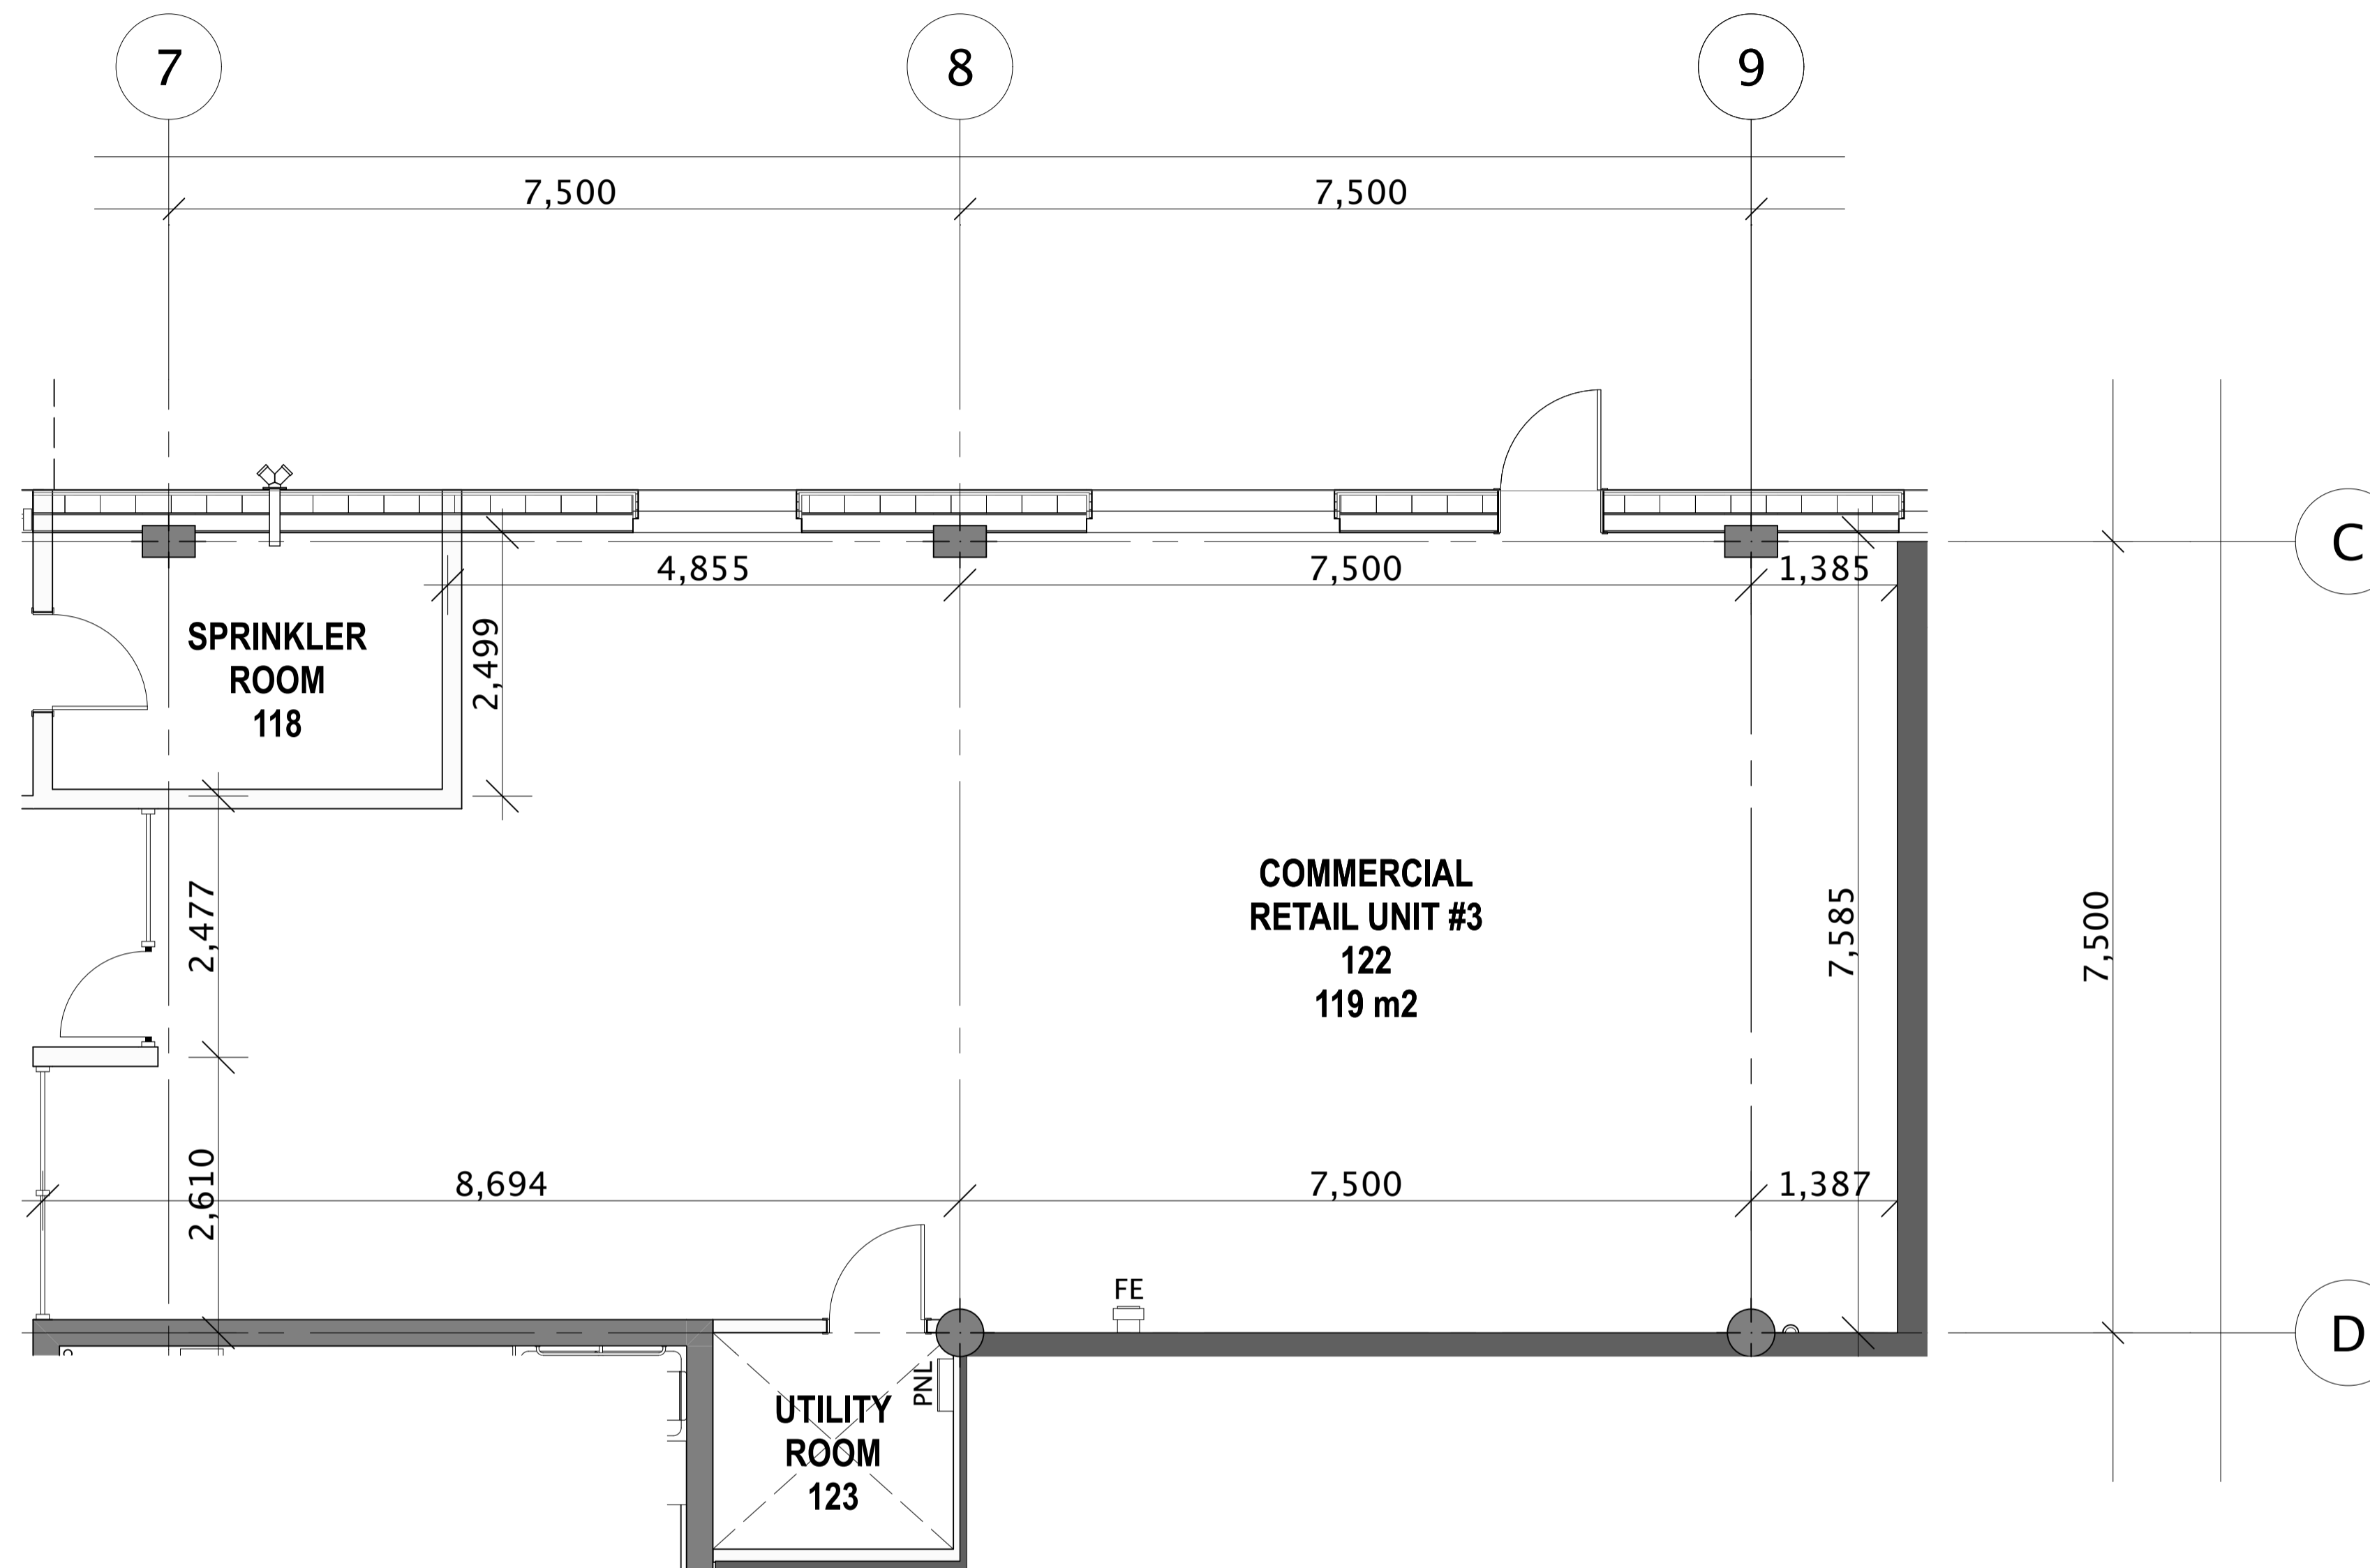 7
8
9
7,500
7,500
C
4,855
7,500
1,385
SPRINKLER
ROOM
118
2,499
COMMERCIAL
RETAIL UNIT #3
122
119 m2
2,477
7,585
7,500
2,610
8,694
7,500
1,387
FE
D
PNL
UTILITY
ROOM
123